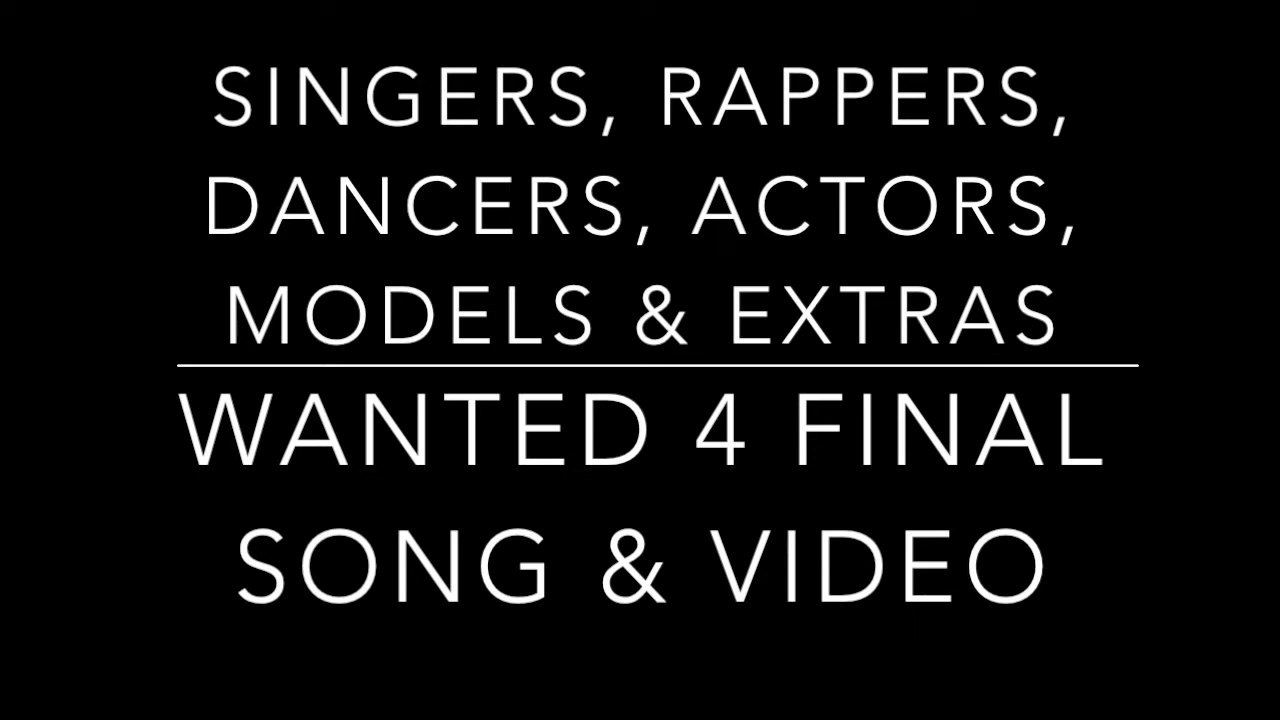 SINGERS, RAPPERS,
DANCERS, ACTORS,
MODELS & EXTRAS
WANTED 4 FINAL
SONG & VIDEO